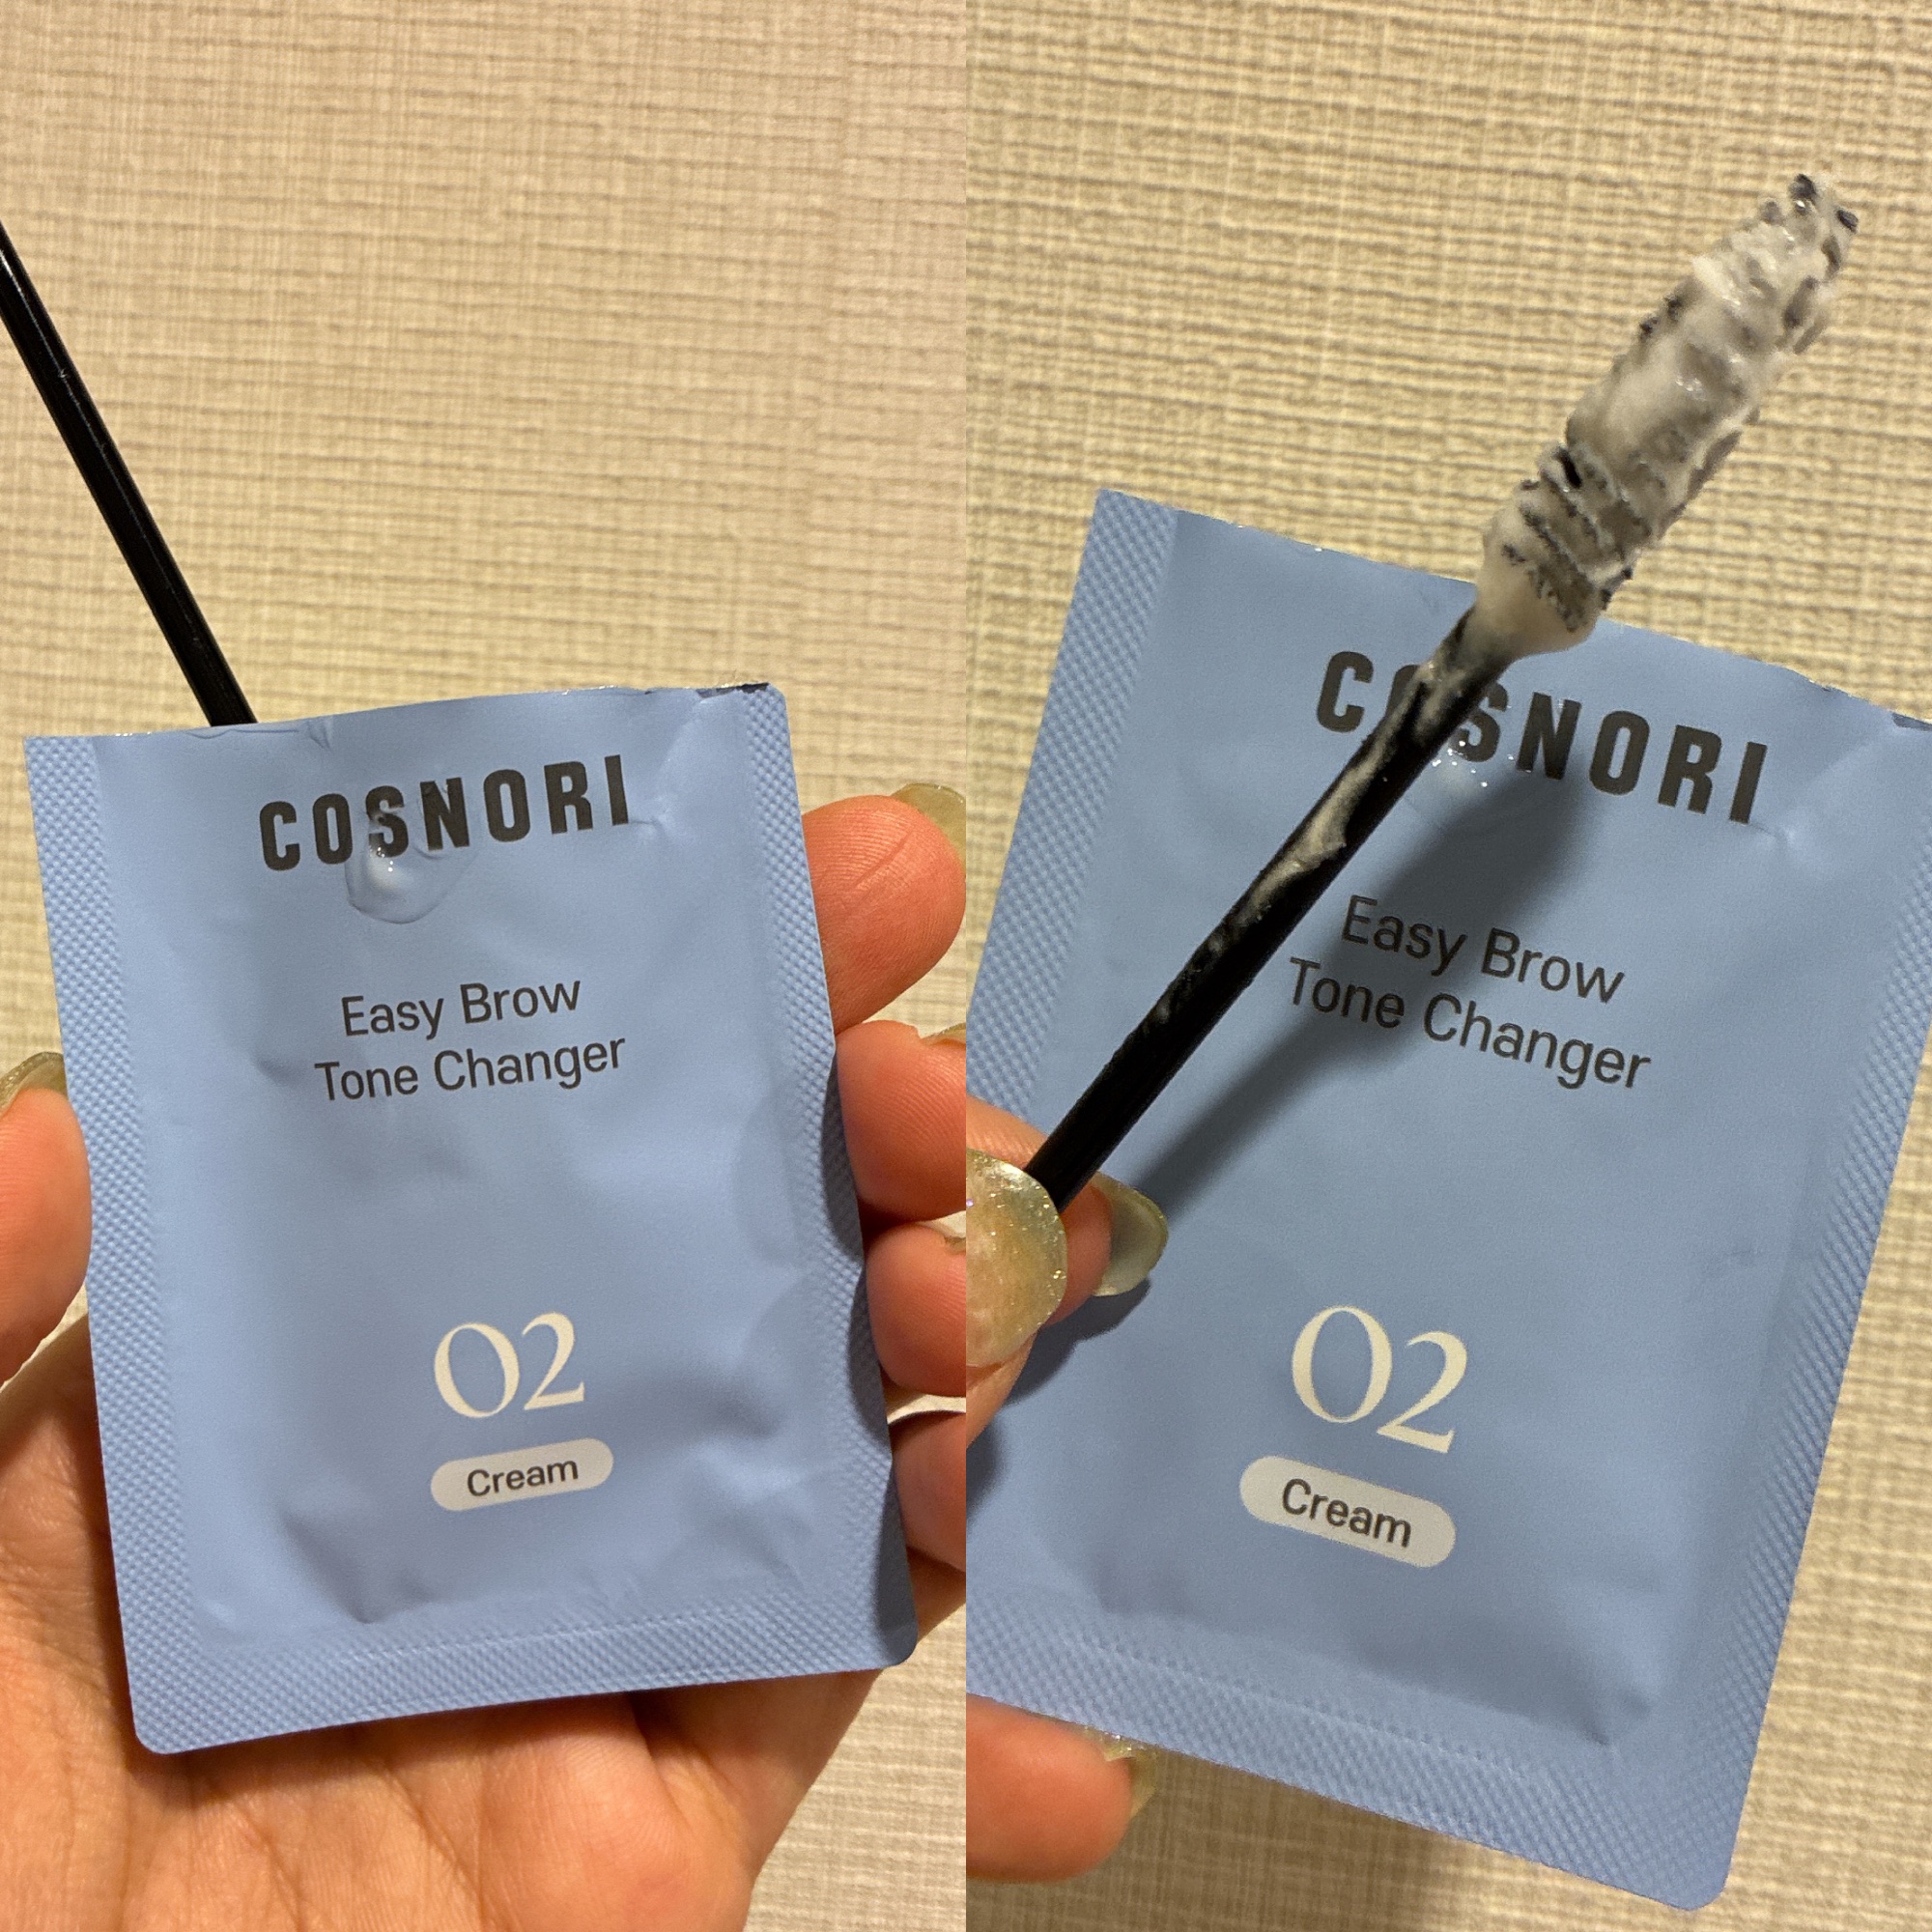 COSNORI
Easy Brow
Tone Changer
02
Cream
COSNORI
Easy Brow
Tone Changer
02
Cream